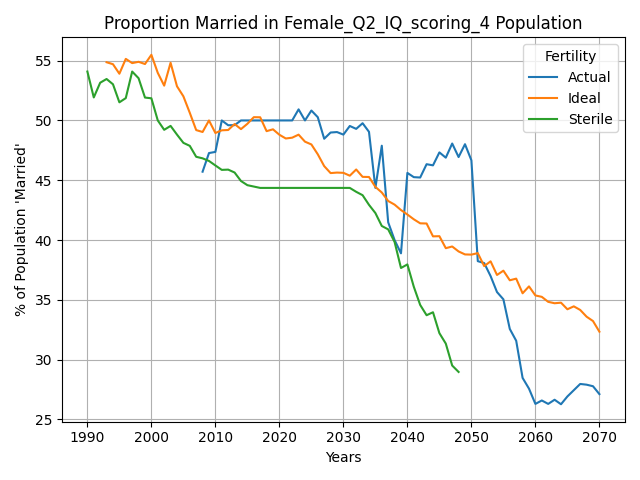 Proportion Married in Female_Q2_IQ_scoring_4 Population
Fertility
Actual
Ideal
Sterile
% of Population 'Married'
55
50
45
40
35
30
25
1990 2000 2010 2020 2030 2040 2050 2060 2070
Years